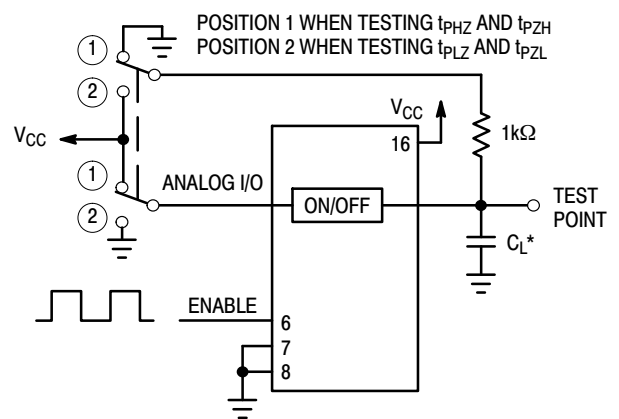 POSITION 1 WHEN TESTING tPHZ AND tPZH
POSITION 2 WHEN TESTING tPLZ AND tPZL
1
2
VCC
VCC
16
1kΩ
1
ANALOG I/O
ON/OFF
TEST
POINT
2
CL*
ENABLE
6
7
8